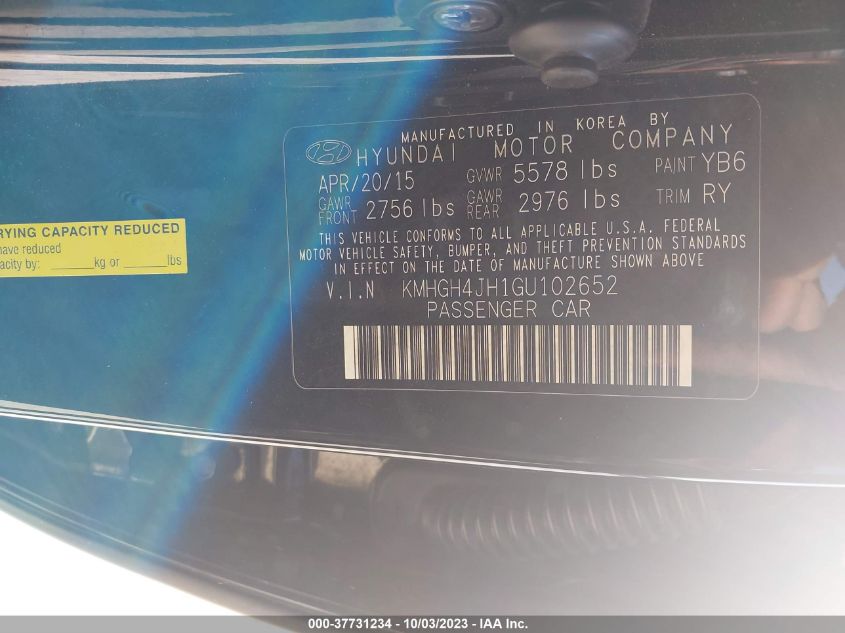 MANUFACTURED IN KOREA BY
HYUNDAI MOTOR COMPANY
APR/20/15 GVWR 5578 lbs PAINT YB6
GAWR FRONT 2756 lbs GAWR REAR 2976 lbs TRIM RY
THIS VEHICLE CONFORMS TO ALL APPLICABLE U.S.A. FEDERAL
MOTOR VEHICLE SAFETY, BUMPER, AND THEFT PREVENTION STANDARDS
IN EFFECT ON THE DATE OF MANUFACTURE SHOWN ABOVE
V.I.N KMHGH4JH1GU102652
PASSENGER CAR
RYING CAPACITY REDUCED
have reduced
acity by: ______kg or ______lbs
000-37731234 - 10/03/2023 - IAA Inc.